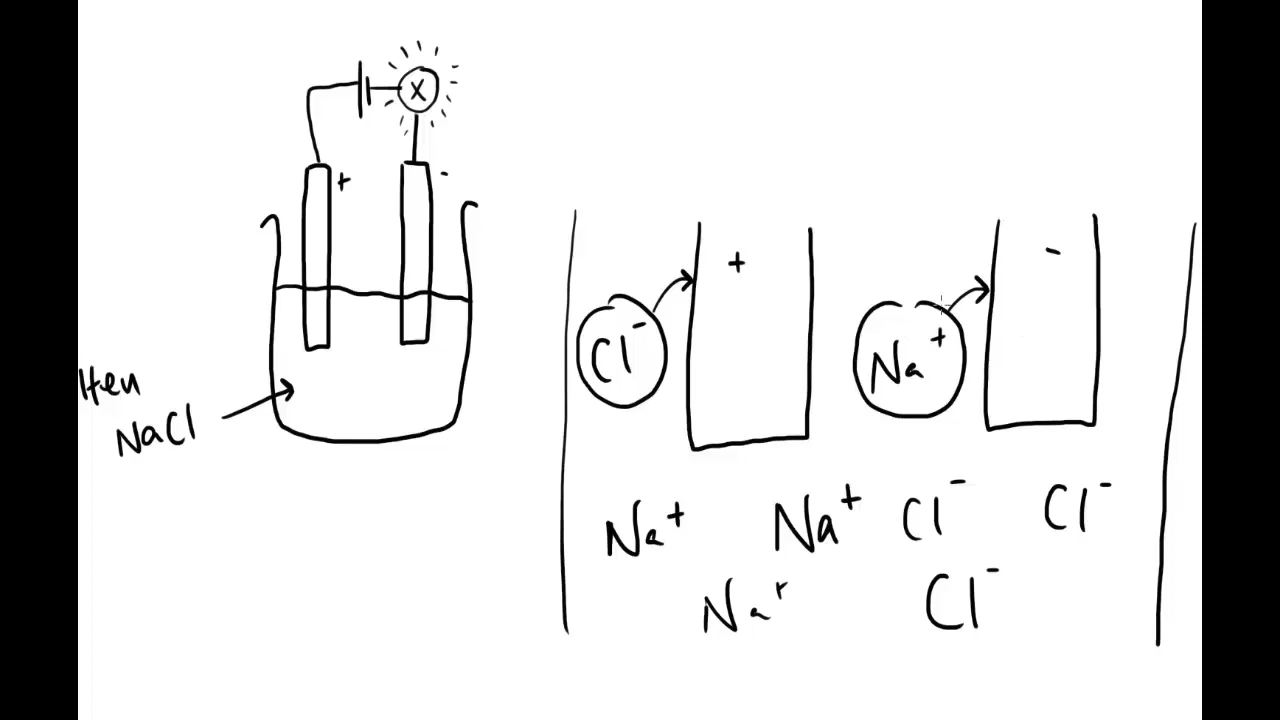 X
+ -
+ -
Cl⁻ Na⁺
lten
NaCl
Na⁺ Na⁺ Cl⁻ Cl⁻
Na⁺ Cl⁻